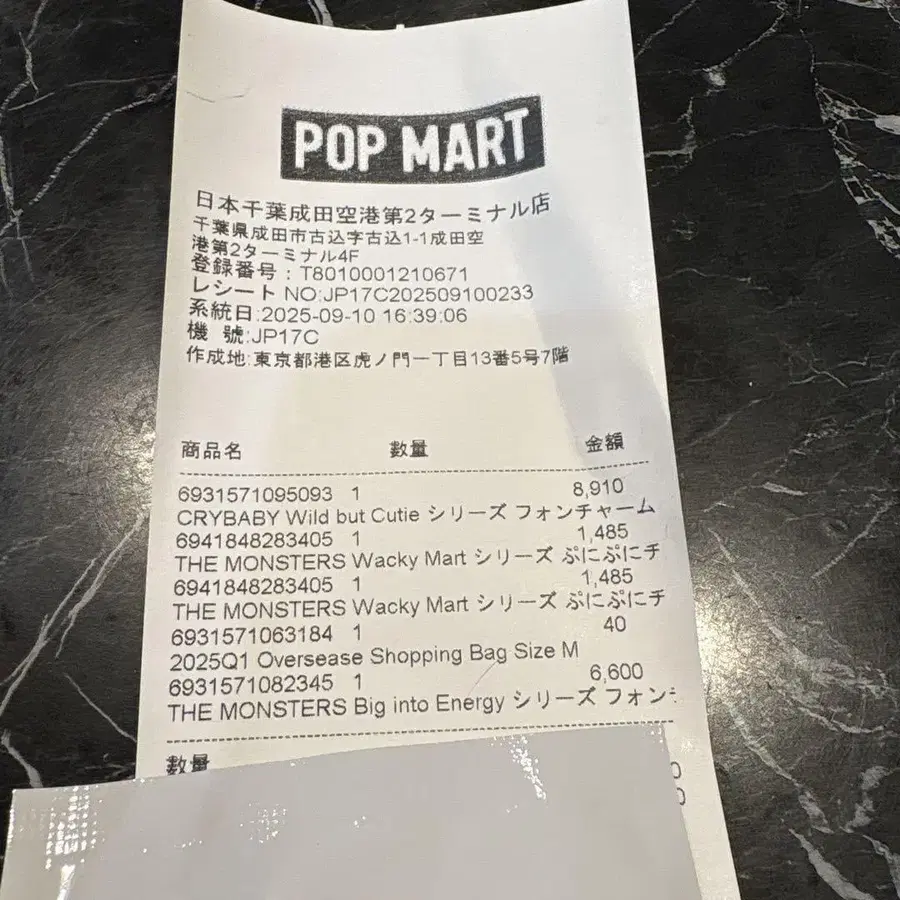 POP MART
日本千葉成田空港第2ターミナル店
千葉県成田市古込字古込1-1成田空
港第2ターミナル4F
登録番号：T8010001210671
レシート NO:JP17C202509100233
系統日:2025-09-10 16:39:06
機 號:JP17C
作成地:東京都港区虎ノ門一丁目13番5号7階
商品名 数量 金額
6931571095093 1 8,910
CRYBABY Wild but Cutie シリーズ フォンチャーム
6941848283405 1 1,485
THE MONSTERS Wacky Mart シリーズ ぷにぷにチ
6941848283405 1 1,485
THE MONSTERS Wacky Mart シリーズ ぷにぷにチ
6931571063184 1 40
2025Q1 Oversease Shopping Bag Size M
6931571082345 1 6,600
THE MONSTERS Big into Energy シリーズ フォン
数量